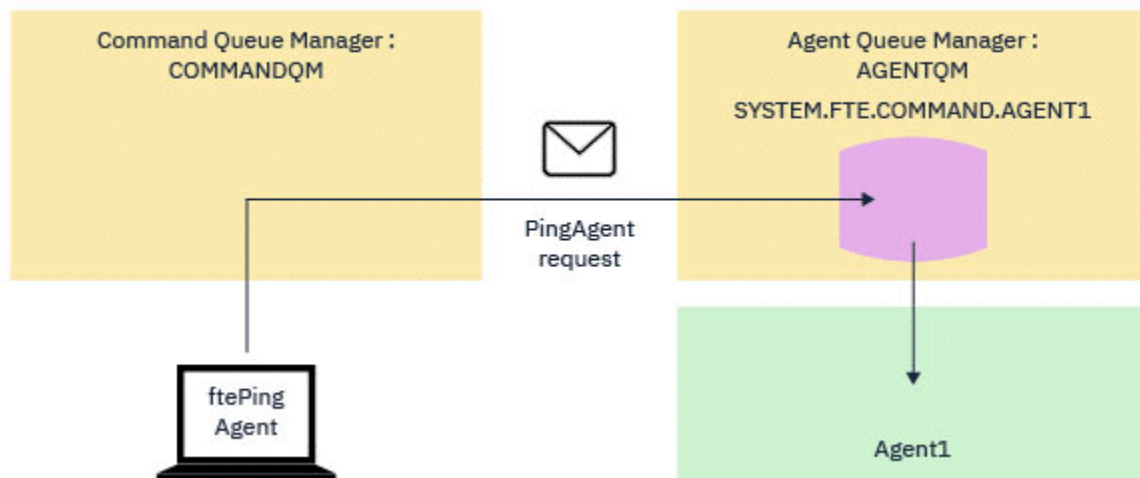 Command Queue Manager :
COMMANDQM
Agent Queue Manager :
AGENTQM
SYSTEM.FTE.COMMAND.AGENT1
PingAgent
request
ftePing
Agent
Agent1